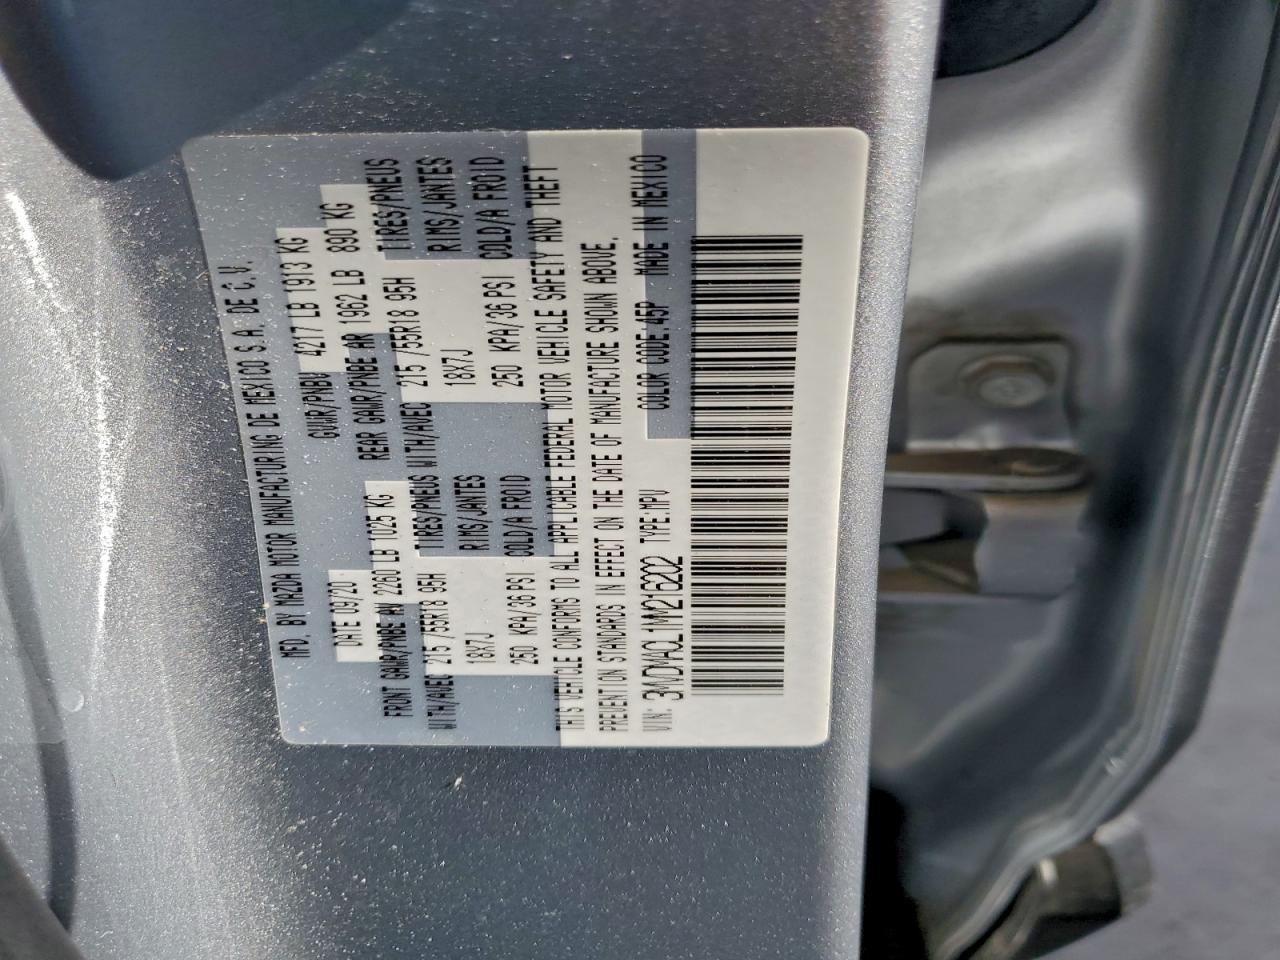 MFD. BY MAZDA MOTOR MANUFACTURING DE MEXICO S.A. DE C.V.
DATE 09/20 GVWR/PNBV 4217 LB 1913 KG
FRONT GAWR/PNBE AV 2260 LB 1025 KG REAR GAWR/PNBE AR 1962 LB 890 KG
WITH/AVEC 215 /55R18 95H TIRES/PNEUS WITH/AVEC 215 /55R18 95H TIRES/PNEUS
18X7J RIMS/JANTES 18X7J RIMS/JANTES
250 KPA/36 PSI COLD/A FROID 250 KPA/36 PSI COLD/A FROID
THIS VEHICLE CONFORMS TO ALL APPLICABLE FEDERAL MOTOR VEHICLE SAFETY AND THEFT
PREVENTION STANDARDS IN EFFECT ON THE DATE OF MANUFACTURE SHOWN ABOVE.
VIN: 3MVDMACL1MM216202 TYPE:MPV COLOR CODE:45P MADE IN MEXICO